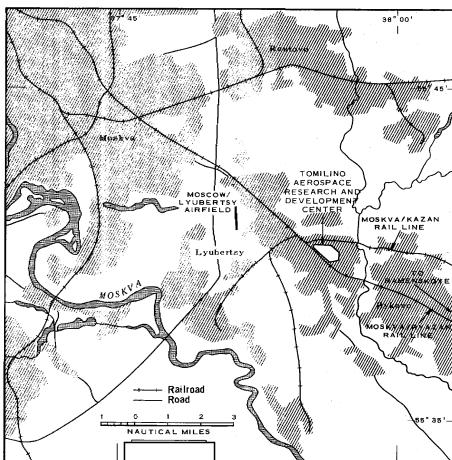 37°45'
38°00'
Reutovo
55°45'
Moskva
TOMILINO
AEROSPACE
RESEARCH AND
DEVELOPMENT
CENTER
MOSCOW/
LYUBERTSY
AIRFIELD
MOSKVA/KAZAN
RAIL LINE
Lyubertsy
TO
RAMENSKOYE
MOSKVA
Bykovo
MOSKVA/RYAZAN
RAIL LINE
Railroad
Road
1 0 1 2 3
NAUTICAL MILES
55°35'